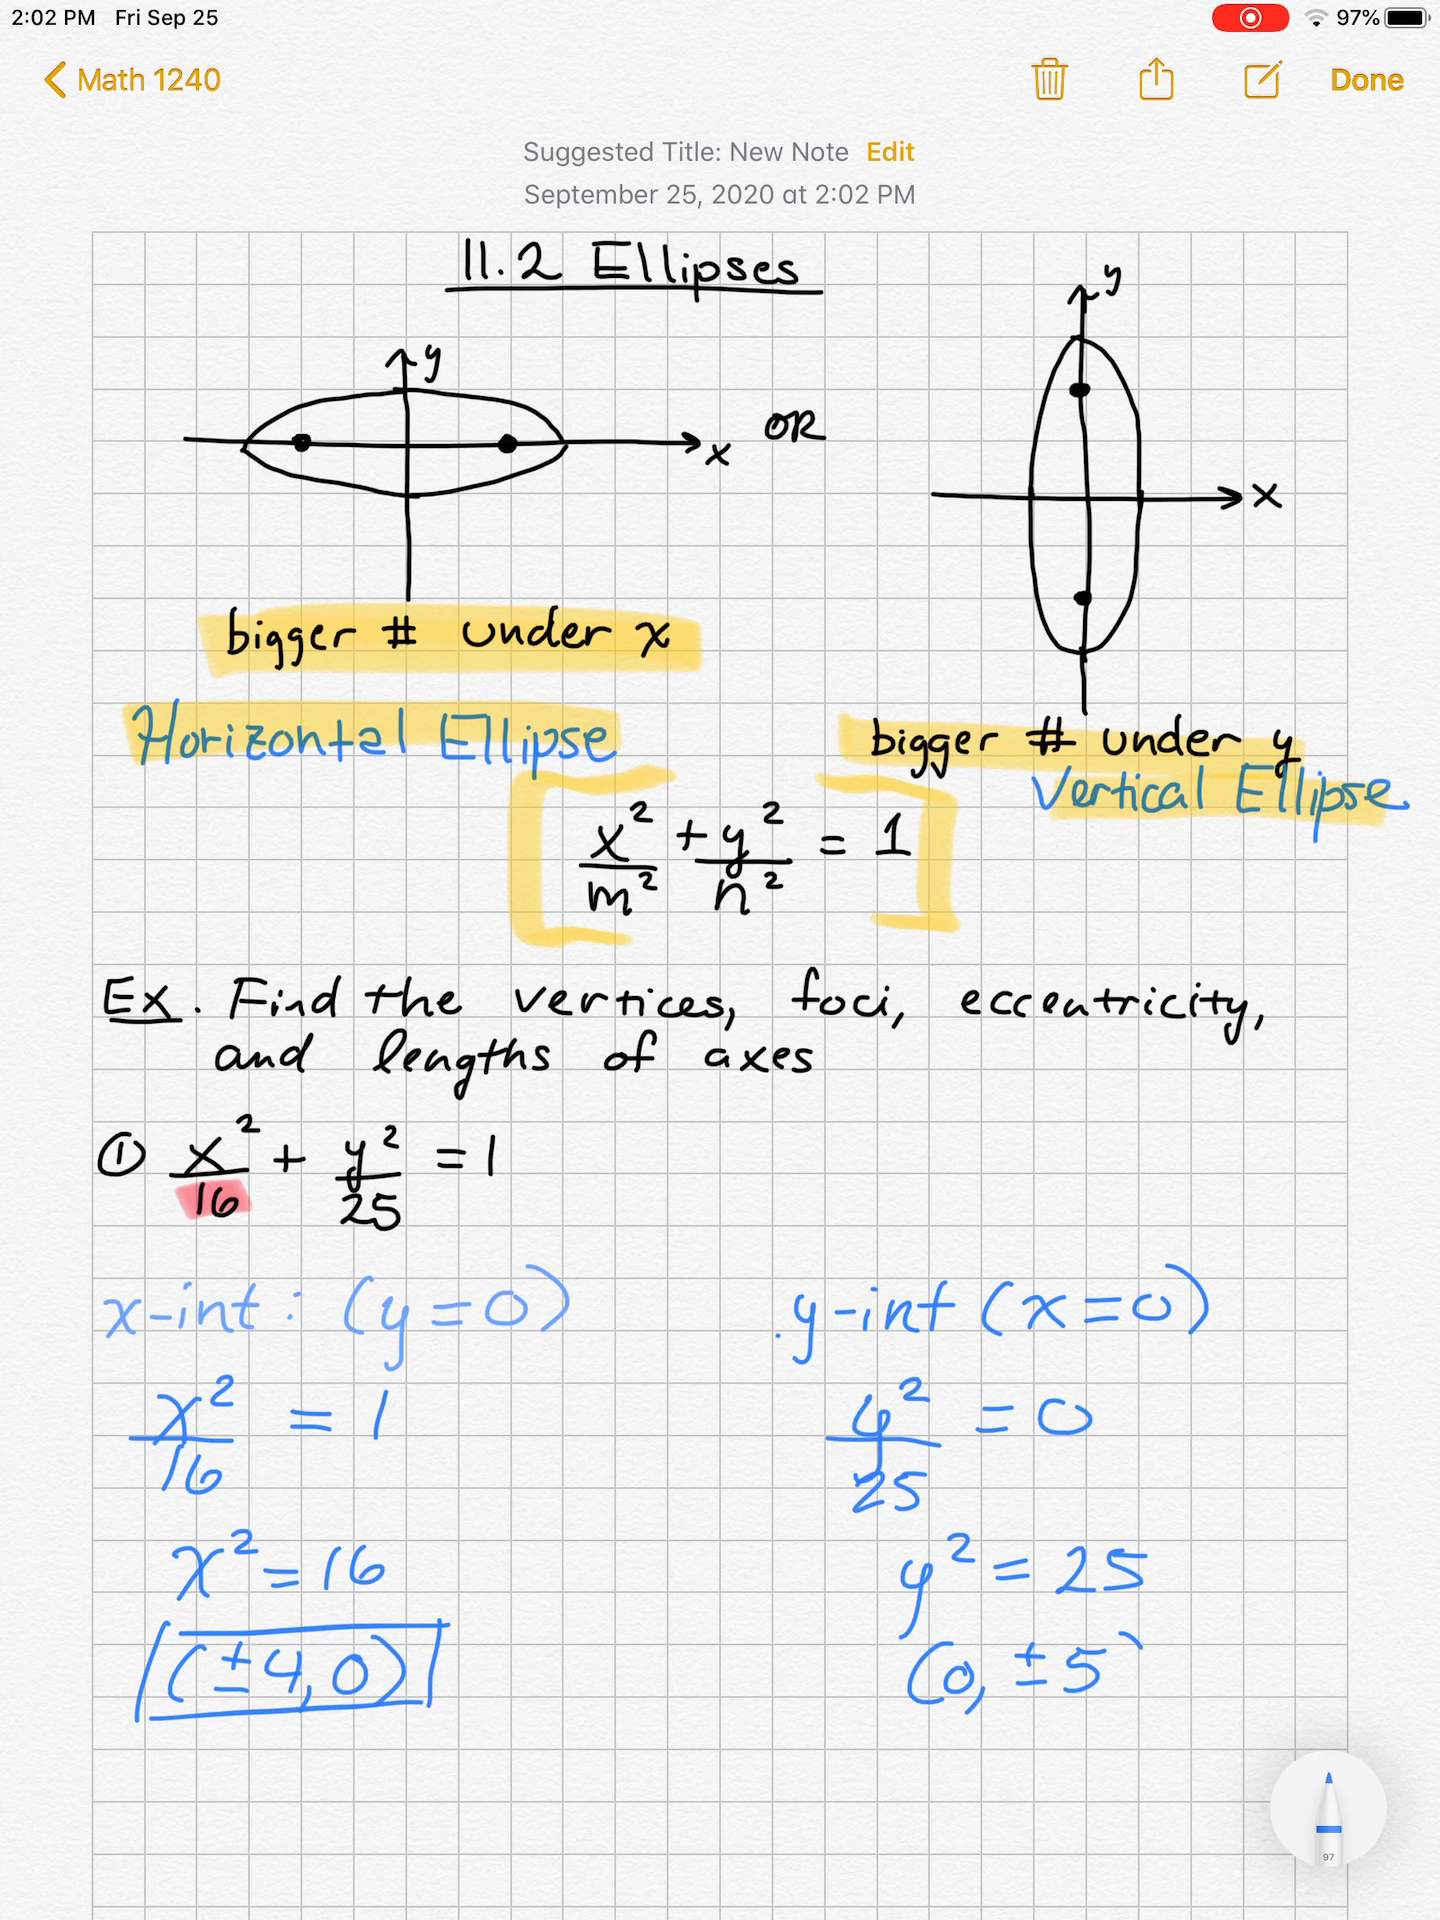 2:02 PM Fri Sep 25 97%
Math 1240 Done
Suggested Title: New Note Edit
September 25, 2020 at 2:02 PM
11.2 Ellipses
y
x
OR
y
x
bigger # under x
Horizontal Ellipse
bigger # under y
Vertical Ellipse
x²/m² + y²/n² = 1
Ex. Find the vertices, foci, eccentricity,
and lengths of axes
① x²/16 + y²/25 = 1
x-int: (y=0)
x²/16 = 1
x² = 16
(±4,0)
y-int (x=0)
y²/25 = 0
y² = 25
(0, ±5)
97